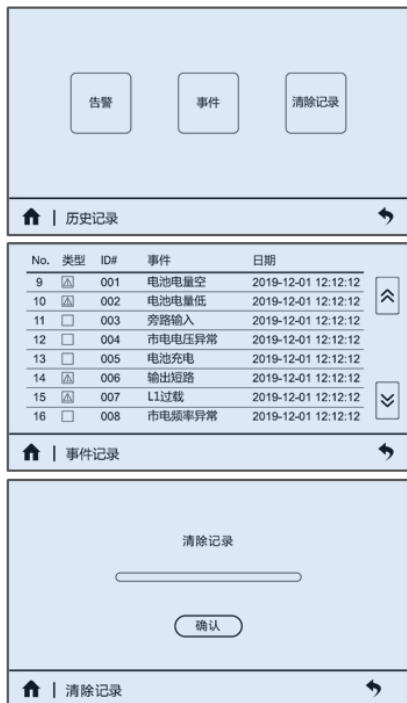 告警 事件 清除记录
历史记录
No. 类型 ID# 事件 日期
9 001 电池电量空 2019-12-01 12:12:12
10 002 电池电量低 2019-12-01 12:12:12
11 003 旁路输入 2019-12-01 12:12:12
12 004 市电电压异常 2019-12-01 12:12:12
13 005 电池充电 2019-12-01 12:12:12
14 006 输出短路 2019-12-01 12:12:12
15 007 L1过载 2019-12-01 12:12:12
16 008 市电频率异常 2019-12-01 12:12:12
事件记录
清除记录
确认
清除记录